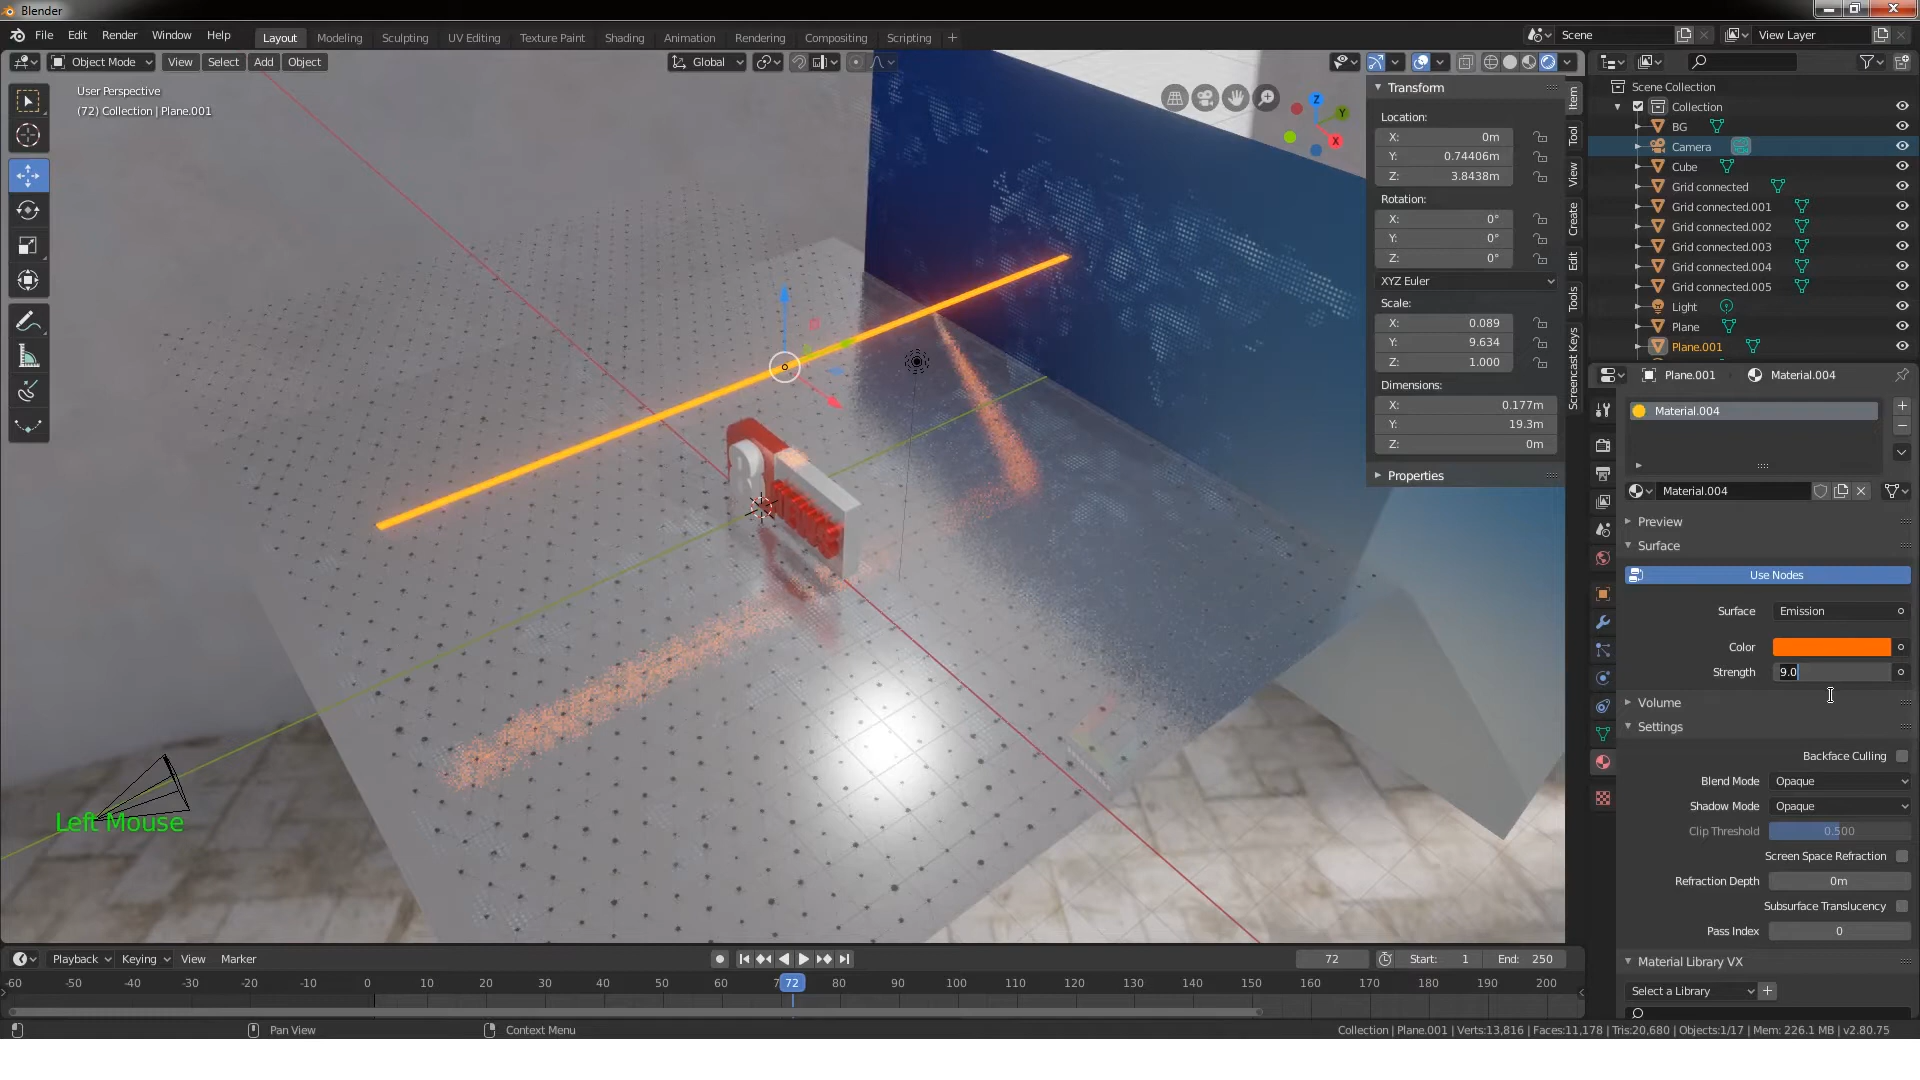 Blender
File Edit Render Window Help
Layout Modeling Sculpting UV Editing Texture Paint Shading Animation Rendering Compositing Scripting +
Scene View Layer
Object Mode View Select Add Object Global
User Perspective
(72) Collection | Plane.001
Z Y X
Transform
Location:
X: 0m
Y: 0.74406m
Z: 3.8438m
Rotation:
X: 0°
Y: 0°
Z: 0°
XYZ Euler
Scale:
X: 0.089
Y: 9.634
Z: 1.000
Dimensions:
X: 0.177m
Y: 19.3m
Z: 0m
Properties
Item
Tool
View
Create
Edit
Tools
Screencast Keys
Scene Collection
Collection
BG
Camera
Cube
Grid connected
Grid connected.001
Grid connected.002
Grid connected.003
Grid connected.004
Grid connected.005
Light
Plane
Plane.001
Plane.001 Material.004
Material.004
Material.004
Preview
Surface
Use Nodes
Surface Emission
Color
Strength 9.0
Volume
Settings
Backface Culling
Blend Mode Opaque
Shadow Mode Opaque
Clip Threshold 0.500
Screen Space Refraction
Refraction Depth 0m
Subsurface Translucency
Pass Index 0
Material Library VX
Select a Library
Left Mouse
Playback Keying View Marker 72 Start: 1 End: 250
-60 -50 -40 -30 -20 -10 0 10 20 30 40 50 60 72 80 90 100 110 120 130 140 150 160 170 180 190 200
Pan View Context Menu
Collection | Plane.001 | Verts:13,816 | Faces:11,178 | Tris:20,680 | Objects:1/17 | Mem: 226.1 MB | v2.80.75